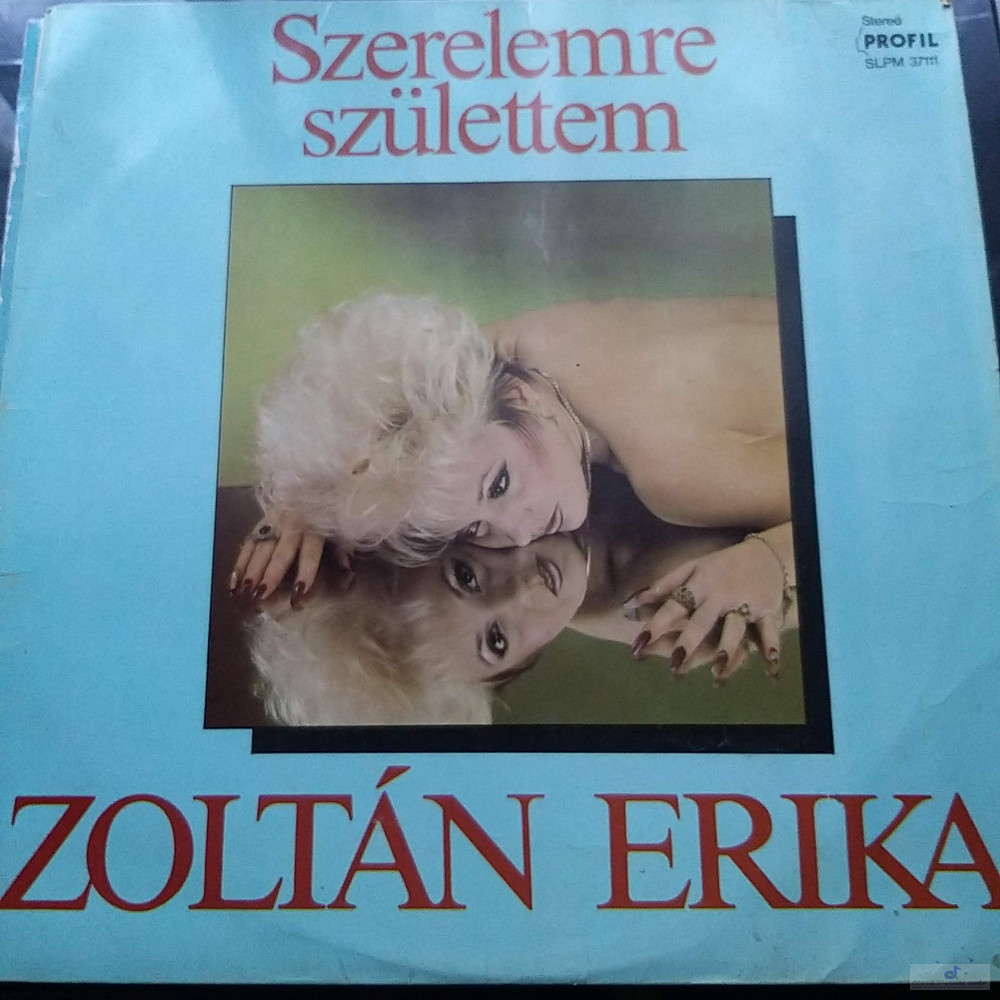 Szerelemre
születtem
Stereo
PROFIL
SLPM 37111
ZOLTÁN ERIKA